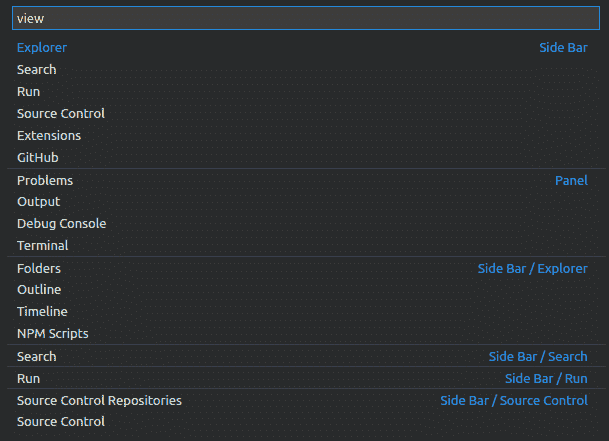 view
Explorer Side Bar
Search
Run
Source Control
Extensions
GitHub
Problems Panel
Output
Debug Console
Terminal
Folders Side Bar / Explorer
Outline
Timeline
NPM Scripts
Search Side Bar / Search
Run Side Bar / Run
Source Control Repositories Side Bar / Source Control
Source Control